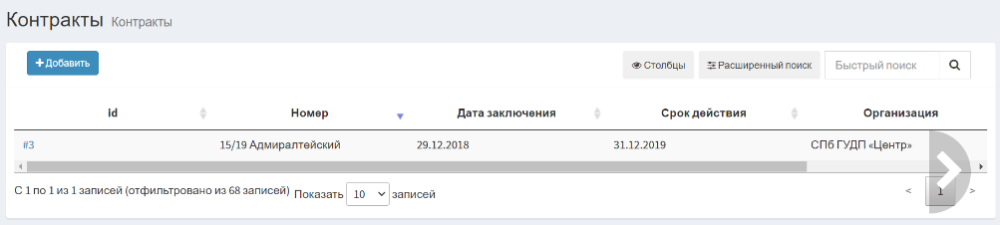 Контракты Контракты
Добавить Столбцы Расширенный поиск Быстрый поиск
id Номер Дата заключения Срок действия Организация
#3 15/19 Адмиралтейский 29.12.2018 31.12.2019 СПб ГУДП «Центр»
С 1 по 1 из 1 записей (отфильтровано из 68 записей) Показать 10 записей < 1 >